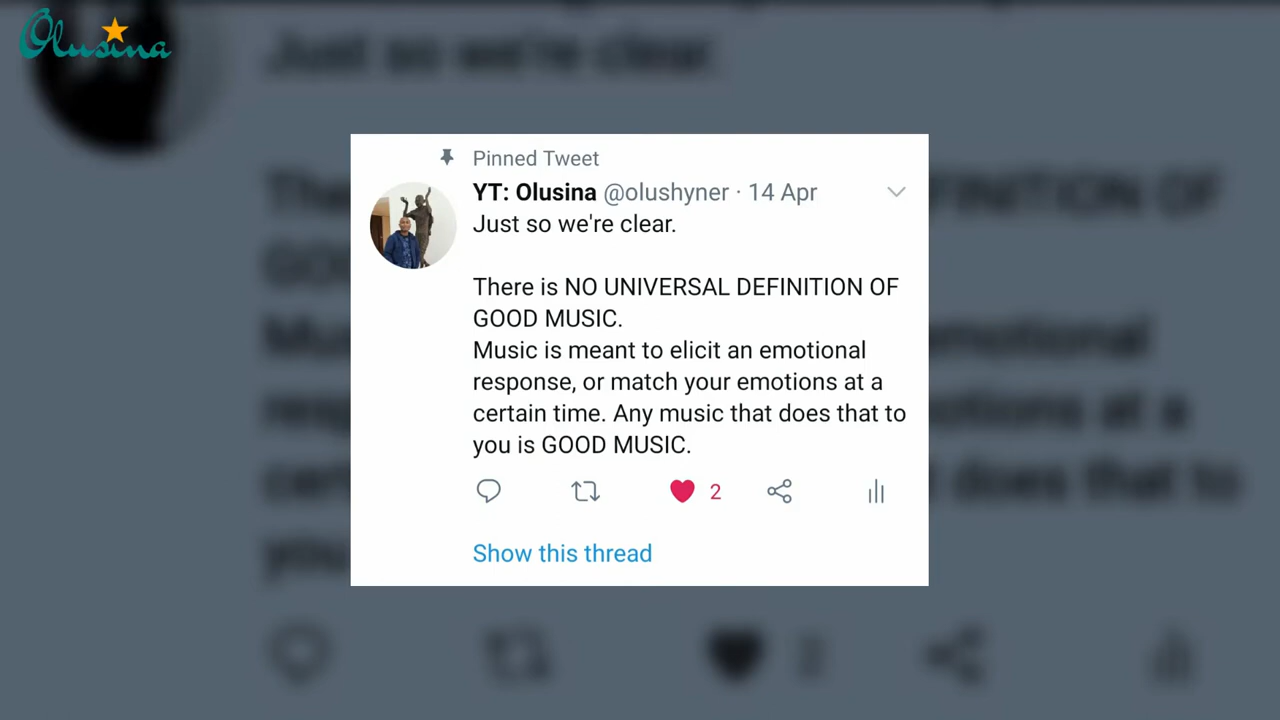 Olusina
Pinned Tweet
YT: Olusina @olushyner · 14 Apr
Just so we're clear.
There is NO UNIVERSAL DEFINITION OF
GOOD MUSIC.
Music is meant to elicit an emotional
response, or match your emotions at a
certain time. Any music that does that to
you is GOOD MUSIC.
2
Show this thread